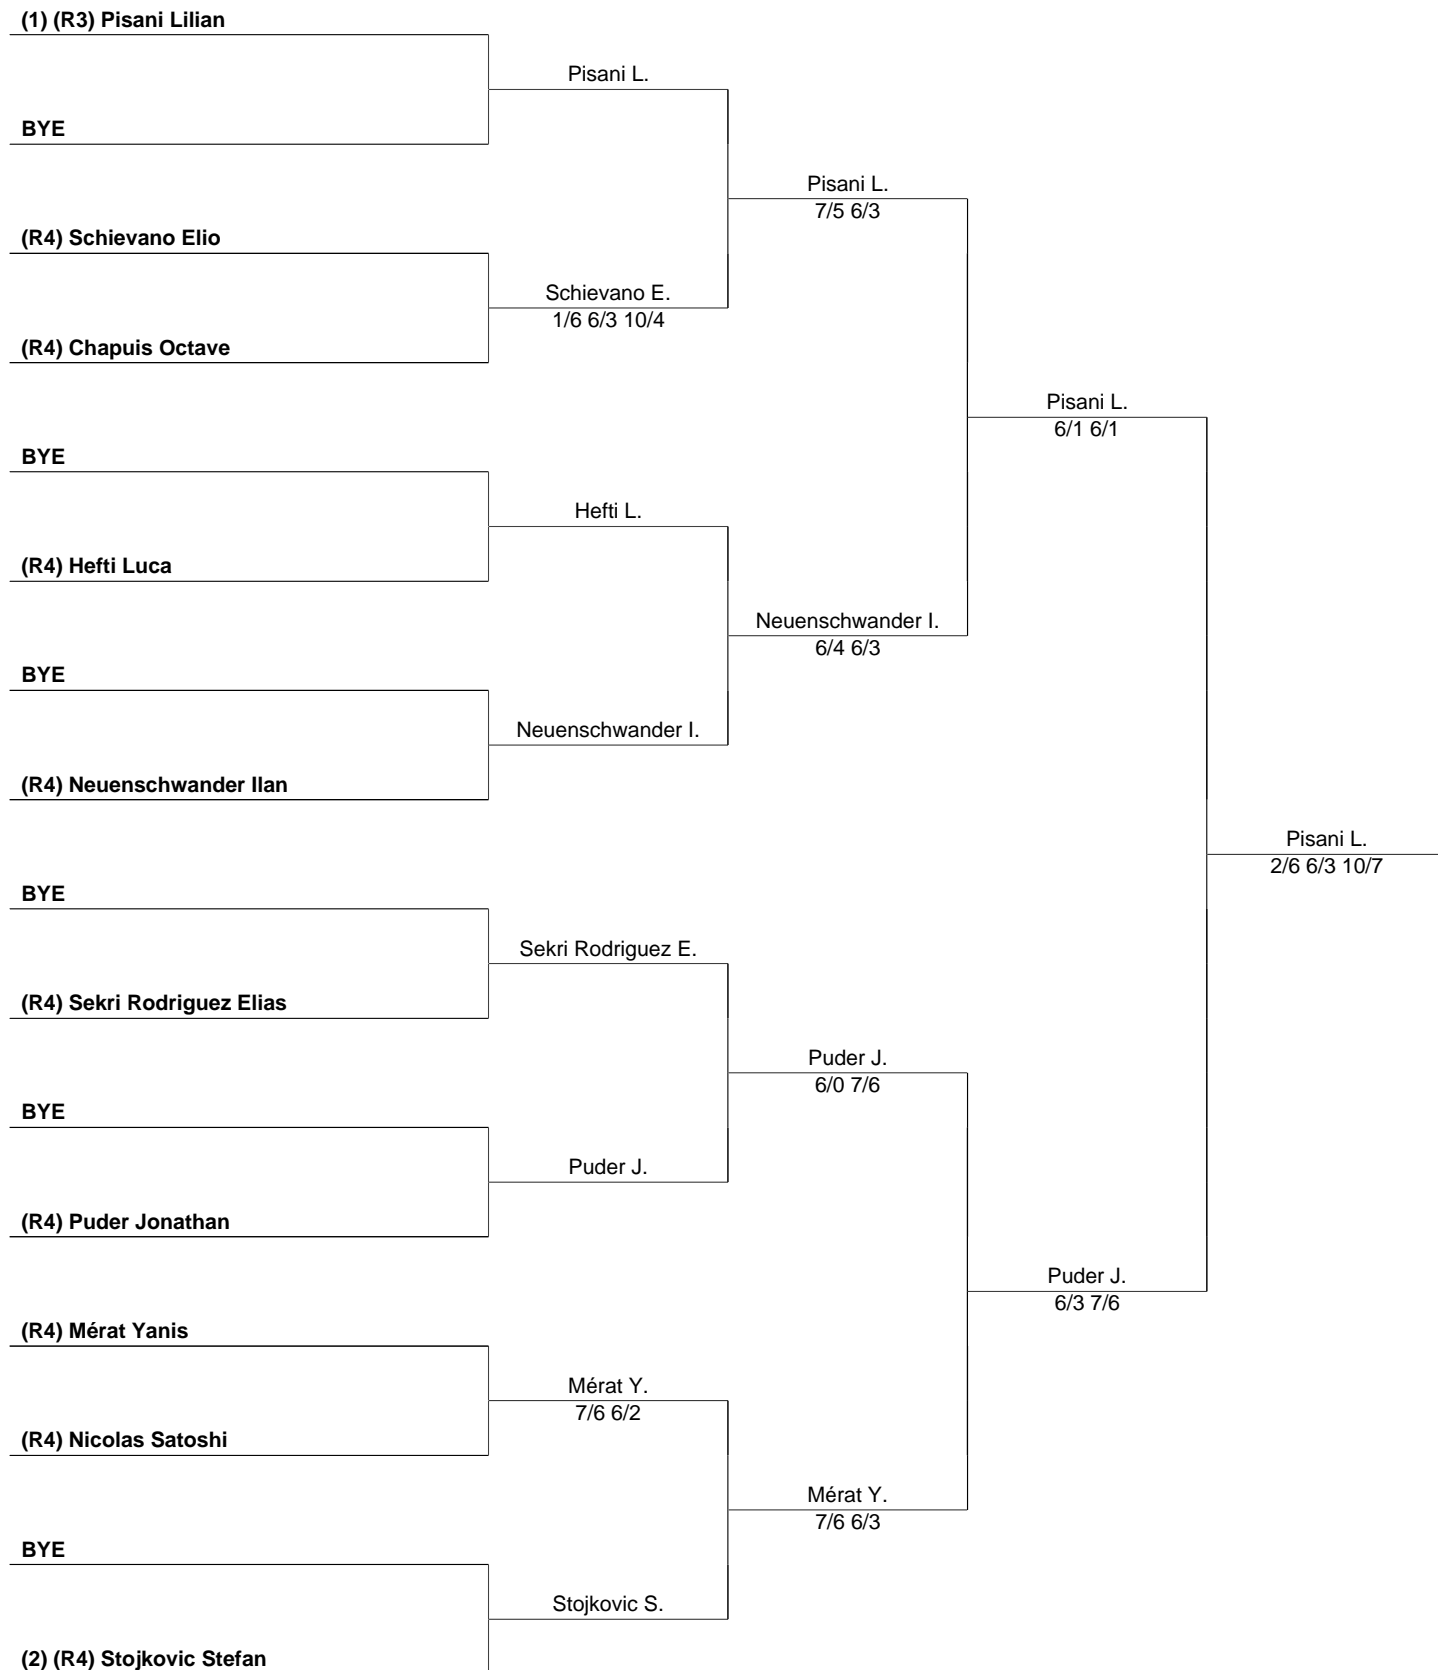 (1) (R3) Pisani Lilian
Pisani L.
BYE
Pisani L.
7/5 6/3
(R4) Schievano Elio
Schievano E.
1/6 6/3 10/4
(R4) Chapuis Octave
Pisani L.
6/1 6/1
BYE
Hefti L.
(R4) Hefti Luca
Neuenschwander I.
6/4 6/3
BYE
Neuenschwander I.
(R4) Neuenschwander Ilan
Pisani L.
2/6 6/3 10/7
BYE
Sekri Rodriguez E.
(R4) Sekri Rodriguez Elias
Puder J.
6/0 7/6
BYE
Puder J.
(R4) Puder Jonathan
Puder J.
6/3 7/6
(R4) Mérat Yanis
Mérat Y.
7/6 6/2
(R4) Nicolas Satoshi
Mérat Y.
7/6 6/3
BYE
Stojkovic S.
(2) (R4) Stojkovic Stefan